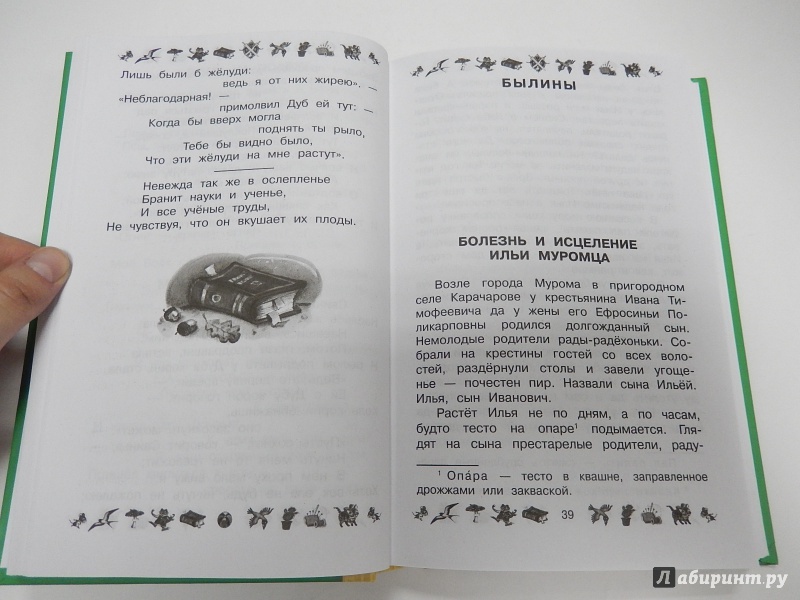 Лишь были б жёлуди:
ведь я от них жирею». —
«Неблагодарная! —
примолвил Дуб ей тут: —
Когда бы вверх могла
поднять ты рыло,
Тебе бы видно было,
Что эти жёлуди на мне растут».
Невежда так же в ослепленье
Бранит науки и ученье,
И все учёные труды,
Не чувствуя, что он вкушает их плоды.
БЫЛИНЫ
БОЛЕЗНЬ И ИСЦЕЛЕНИЕ
ИЛЬИ МУРОМЦА
Возле города Мурома в пригородном
селе Карачарове у крестьянина Ивана Ти-
мофеевича да у жены его Ефросиньи По-
ликарповны родился долгожданный сын.
Немолодые родители рады-радёхоньки. Со-
брали на крестины гостей со всех воло-
стей, раздёрнули столы и завели угоще-
нье — почестен пир. Назвали сына Ильёй.
Илья, сын Иванович.
Растёт Илья не по дням, а по часам,
будто тесто на опаре¹ подымается. Гля-
дят на сына престарелые родители, раду-
¹ Опа́ра — тесто в квашне, заправленное
дрожжами или закваской.
39
Лабиринт.ру